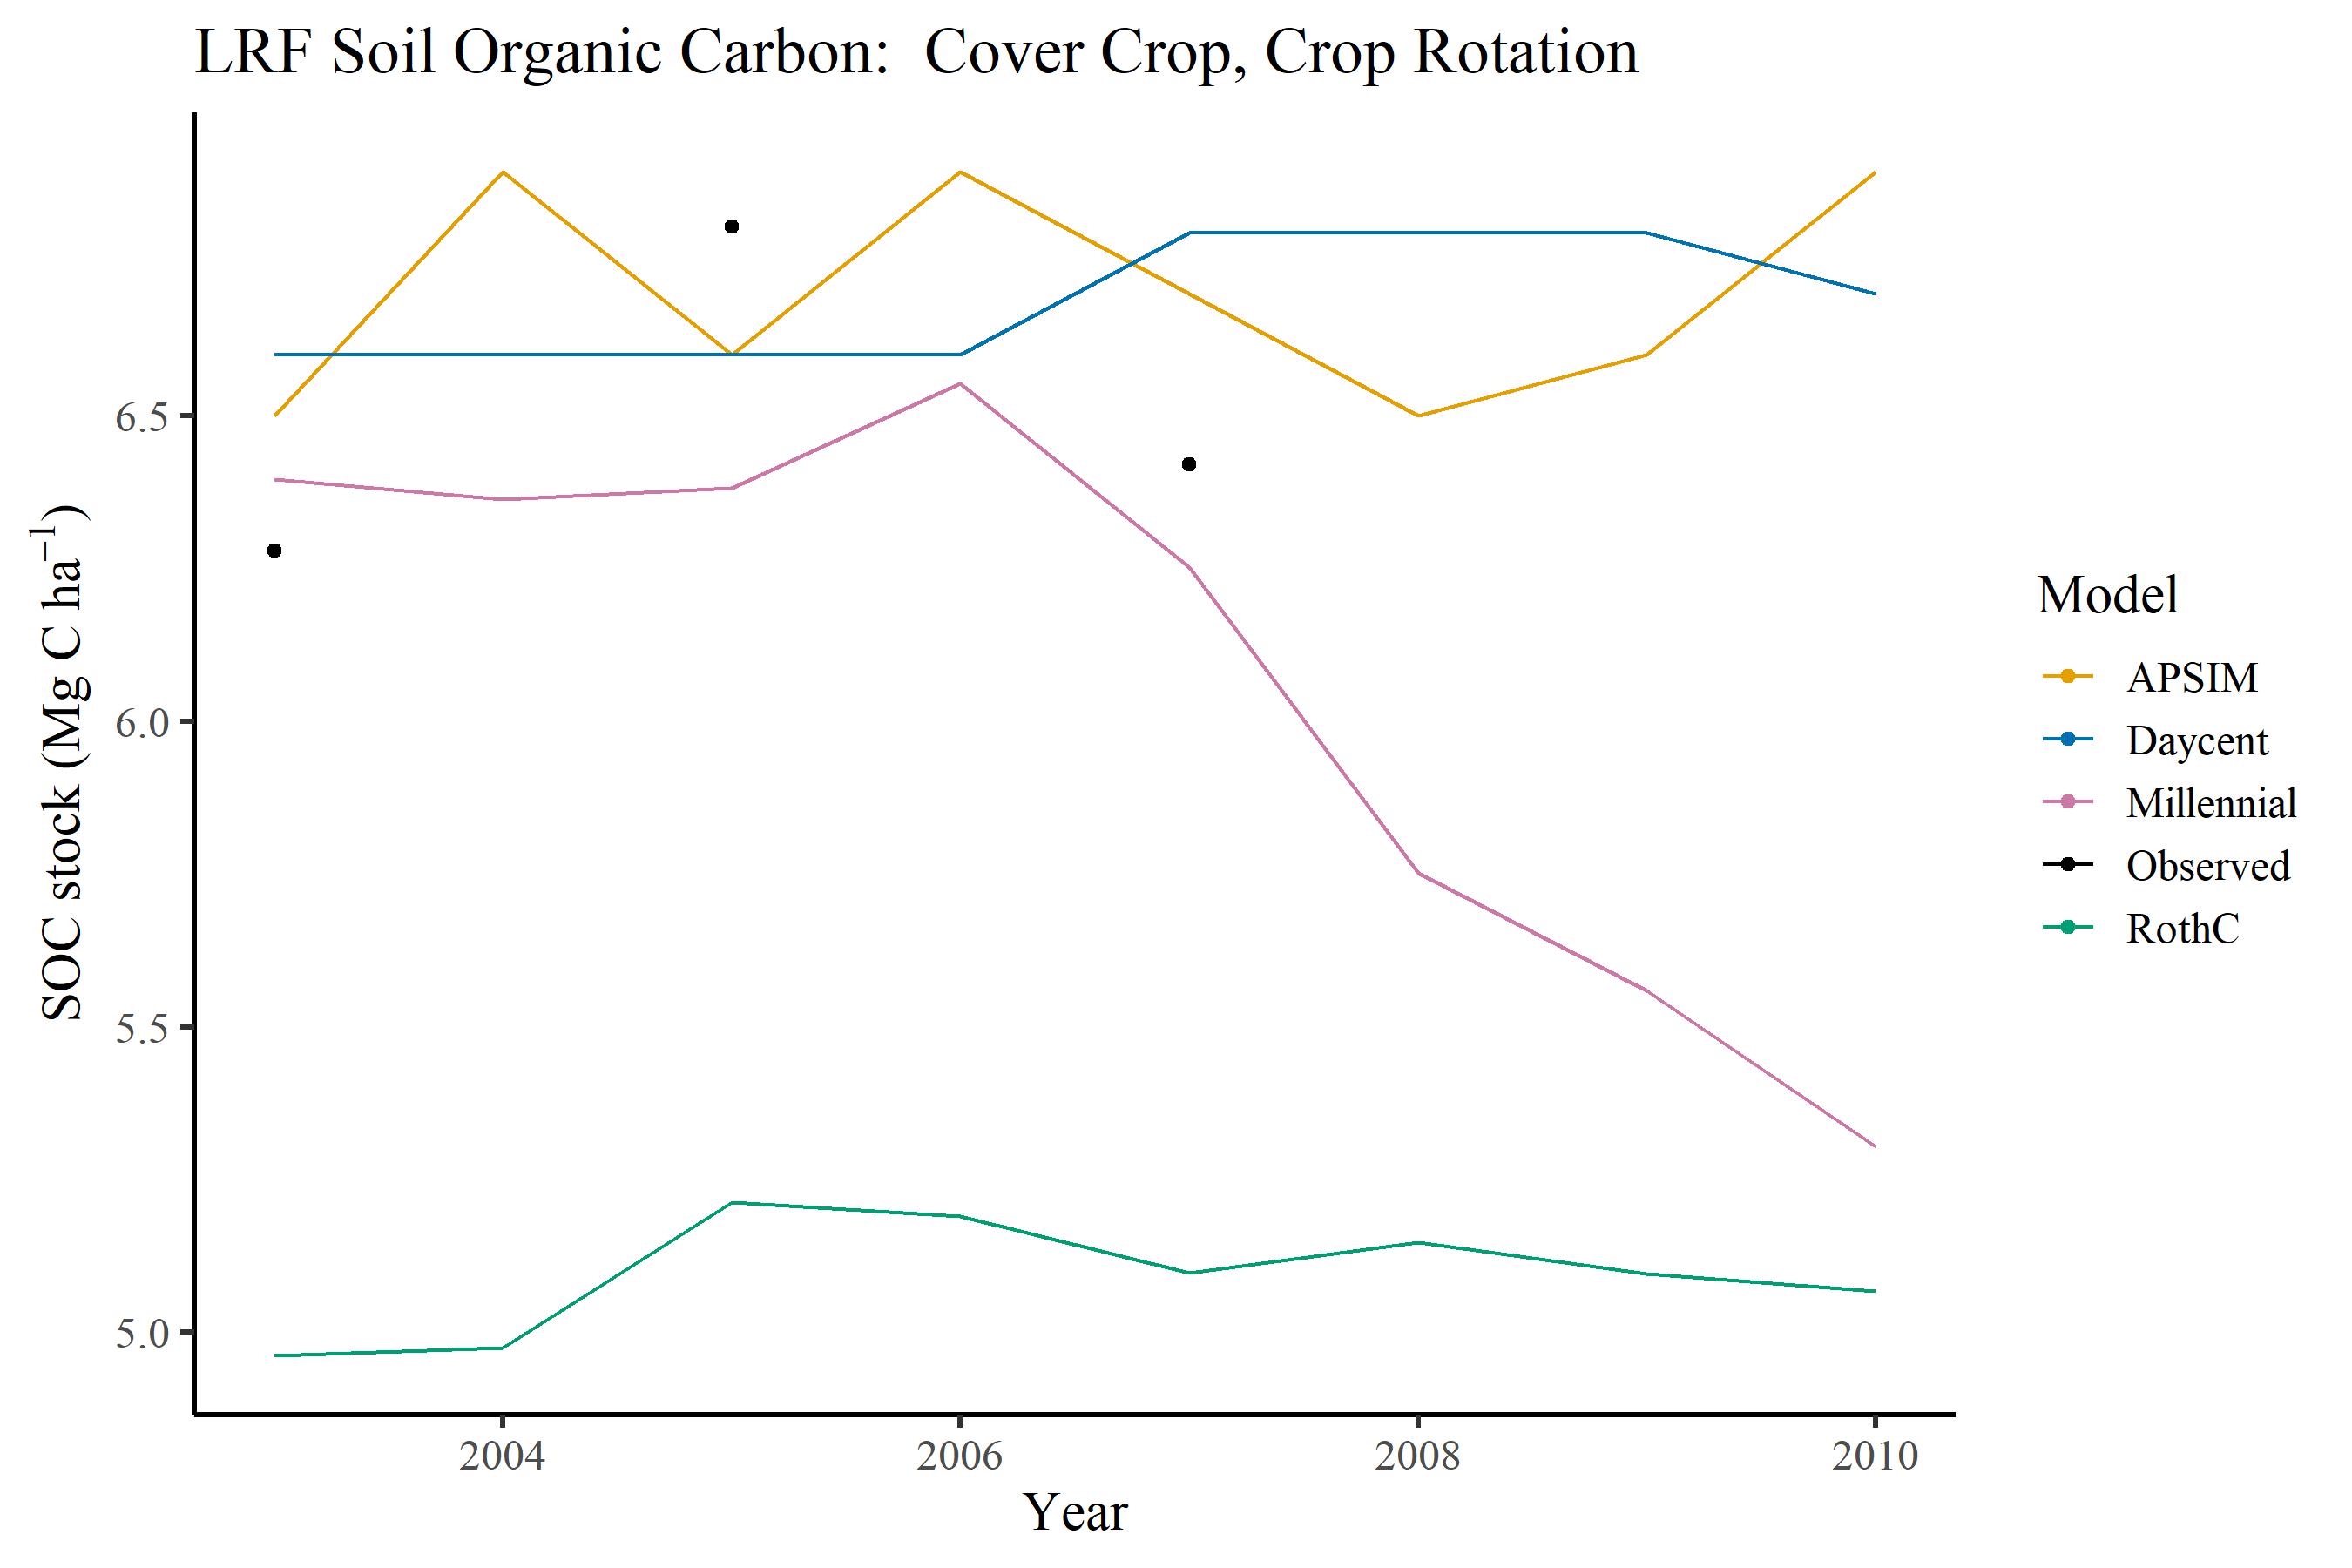 LRF Soil Organic Carbon:  Cover Crop, Crop Rotation
SOC stock (Mg C ha⁻¹)
6.5
6.0
5.5
5.0
2004
2006
2008
2010
Year
Model
APSIM
Daycent
Millennial
Observed
RothC